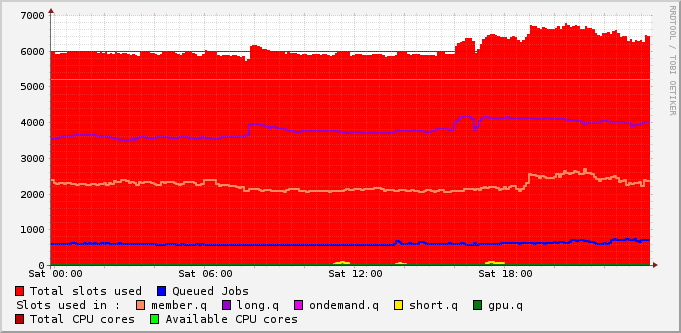 RRDTOOL / TOBI OETIKER
7000
6000
5000
4000
3000
2000
1000
0
Sat 00:00 Sat 06:00 Sat 12:00 Sat 18:00
Total slots used Queued Jobs
Slots used in : member.q long.q ondemand.q short.q gpu.q
Total CPU cores Available CPU cores